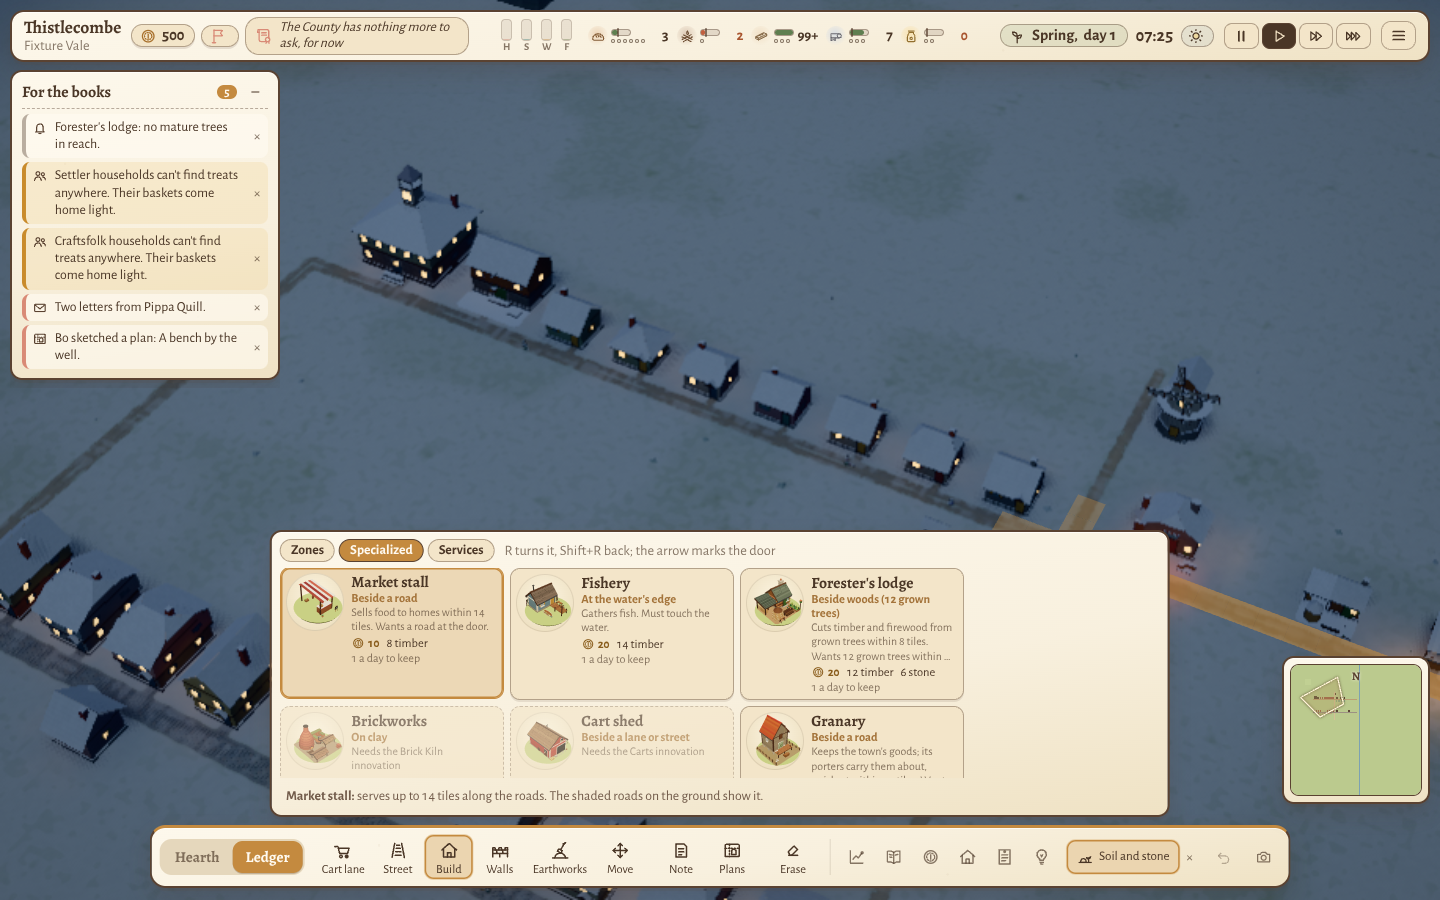 Thistlecombe
Fixture Vale
500
The County has nothing more to
ask, for now
H S W F
3
2
99+
7
0
Spring, day 1
07:25
For the books
5
Forester's lodge: no mature trees
in reach.
Settler households can't find treats
anywhere. Their baskets come
home light.
Craftsfolk households can't find
treats anywhere. Their baskets
come home light.
Two letters from Pippa Quill.
Bo sketched a plan: A bench by the
well.
Zones
Specialized
Services
R turns it, Shift+R back; the arrow marks the door
Market stall
Beside a road
Sells food to homes within 14
tiles. Wants a road at the door.
10 8 timber
1 a day to keep
Fishery
At the water's edge
Gathers fish. Must touch the
water.
20 14 timber
1 a day to keep
Forester's lodge
Beside woods (12 grown
trees)
Cuts timber and firewood from
grown trees within 8 tiles.
Wants 12 grown trees within ...
20 12 timber 6 stone
1 a day to keep
Brickworks
On clay
Needs the Brick Kiln
innovation
Cart shed
Beside a lane or street
Needs the Carts innovation
Granary
Beside a road
Keeps the town's goods; its
porters carry them about,
Market stall: serves up to 14 tiles along the roads. The shaded roads on the ground show it.
N
Hearth
Ledger
Cart lane
Street
Build
Walls
Earthworks
Move
Note
Plans
Erase
Soil and stone